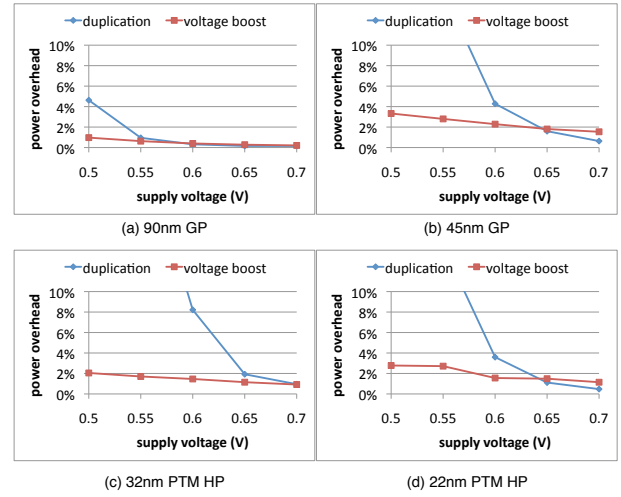 duplication voltage boost
10%
8%
6%
4%
2%
0%
power overhead
0.5 0.55 0.6 0.65 0.7
supply voltage (V)
(a) 90nm GP
duplication voltage boost
10%
8%
6%
4%
2%
0%
power overhead
0.5 0.55 0.6 0.65 0.7
supply voltage (V)
(b) 45nm GP
duplication voltage boost
10%
8%
6%
4%
2%
0%
power overhead
0.5 0.55 0.6 0.65 0.7
supply voltage (V)
(c) 32nm PTM HP
duplication voltage boost
10%
8%
6%
4%
2%
0%
power overhead
0.5 0.55 0.6 0.65 0.7
supply voltage (V)
(d) 22nm PTM HP